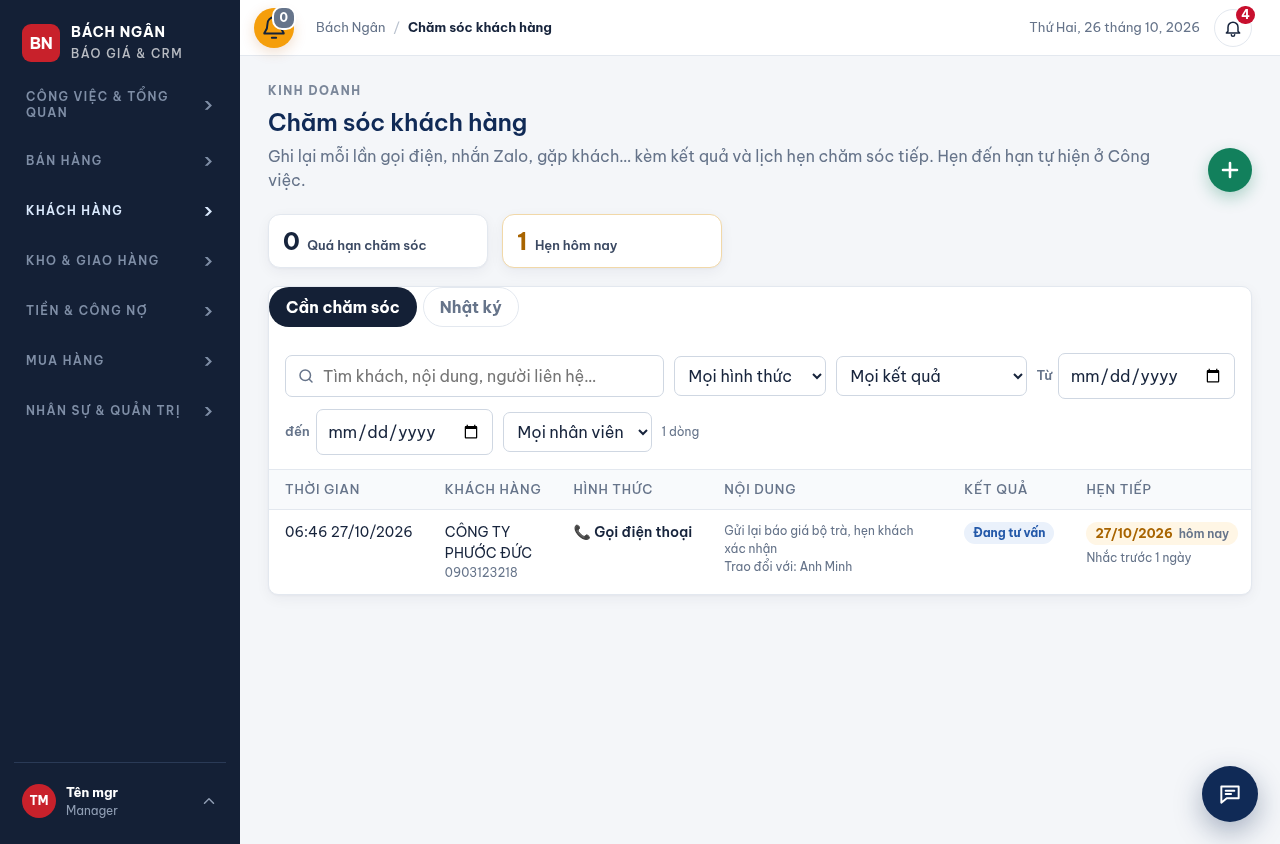 BN
BÁCH NGÂN
BÁO GIÁ & CRM
CÔNG VIỆC & TỔNG
QUAN
BÁN HÀNG
KHÁCH HÀNG
KHO & GIAO HÀNG
TIỀN & CÔNG NỢ
MUA HÀNG
NHÂN SỰ & QUẢN TRỊ
TM
Tên mgr
Manager
0
Bách Ngân / Chăm sóc khách hàng
Thứ Hai, 26 tháng 10, 2026
4
KINH DOANH
Chăm sóc khách hàng
Ghi lại mỗi lần gọi điện, nhắn Zalo, gặp khách… kèm kết quả và lịch hẹn chăm sóc tiếp. Hẹn đến hạn tự hiện ở Công
việc.
0 Quá hạn chăm sóc
1 Hẹn hôm nay
Cần chăm sóc
Nhật ký
Tìm khách, nội dung, người liên hệ…
Mọi hình thức
Mọi kết quả
Từ
mm/dd/yyyy
đến
mm/dd/yyyy
Mọi nhân viên
1 dòng
THỜI GIAN KHÁCH HÀNG HÌNH THỨC NỘI DUNG KẾT QUẢ HẸN TIẾP
06:46 27/10/2026
CÔNG TY
PHƯỚC ĐỨC
0903123218
📞 Gọi điện thoại
Gửi lại báo giá bộ trà, hẹn khách
xác nhận
Trao đổi với: Anh Minh
Đang tư vấn
27/10/2026 hôm nay
Nhắc trước 1 ngày